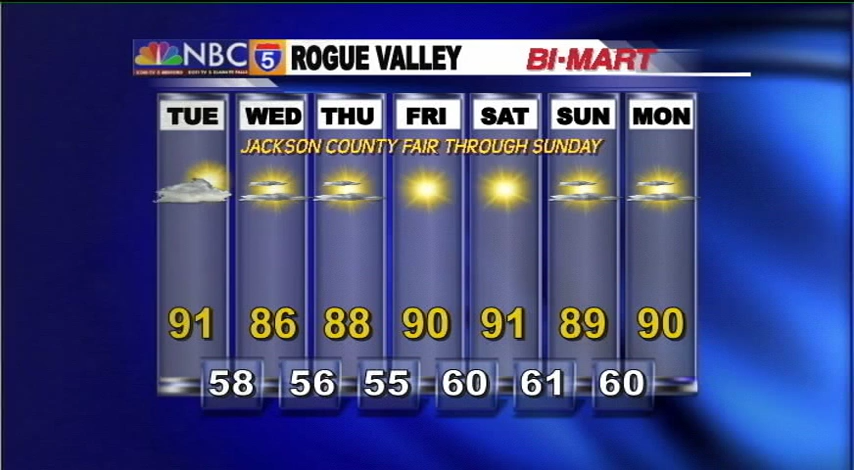 NBC 5 ROGUE VALLEY BI-MART
TUE WED THU FRI SAT SUN MON
JACKSON COUNTY FAIR THROUGH SUNDAY
91 86 88 90 91 89 90
58 56 55 60 61 60